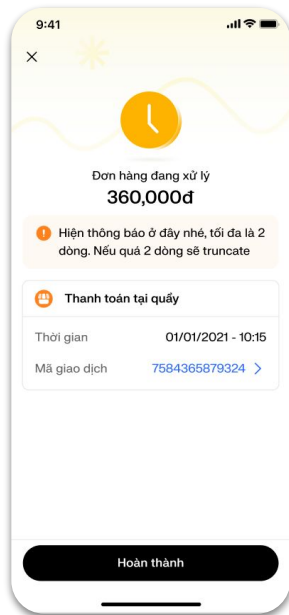 9:41
Đơn hàng đang xử lý
360,000đ
Hiện thông báo ở đây nhé, tối đa là 2
dòng. Nếu quá 2 dòng sẽ truncate
Thanh toán tại quầy
Thời gian 01/01/2021 - 10:15
Mã giao dịch 7584365879324
Hoàn thành